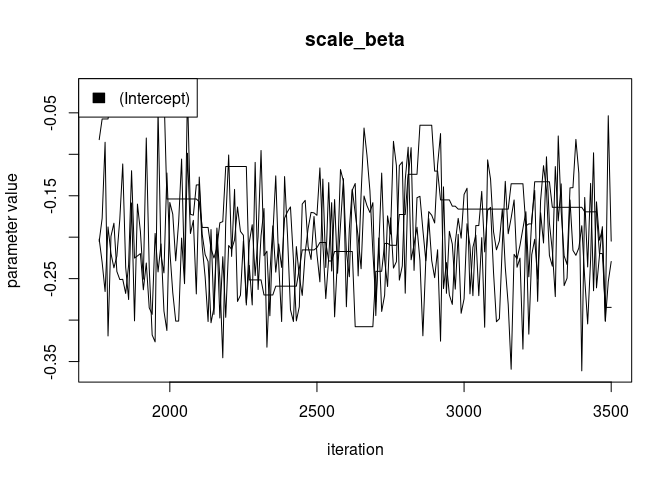 scale_beta
(Intercept)
-0.05
-0.15
-0.25
-0.35
parameter value
2000 2500 3000 3500
iteration